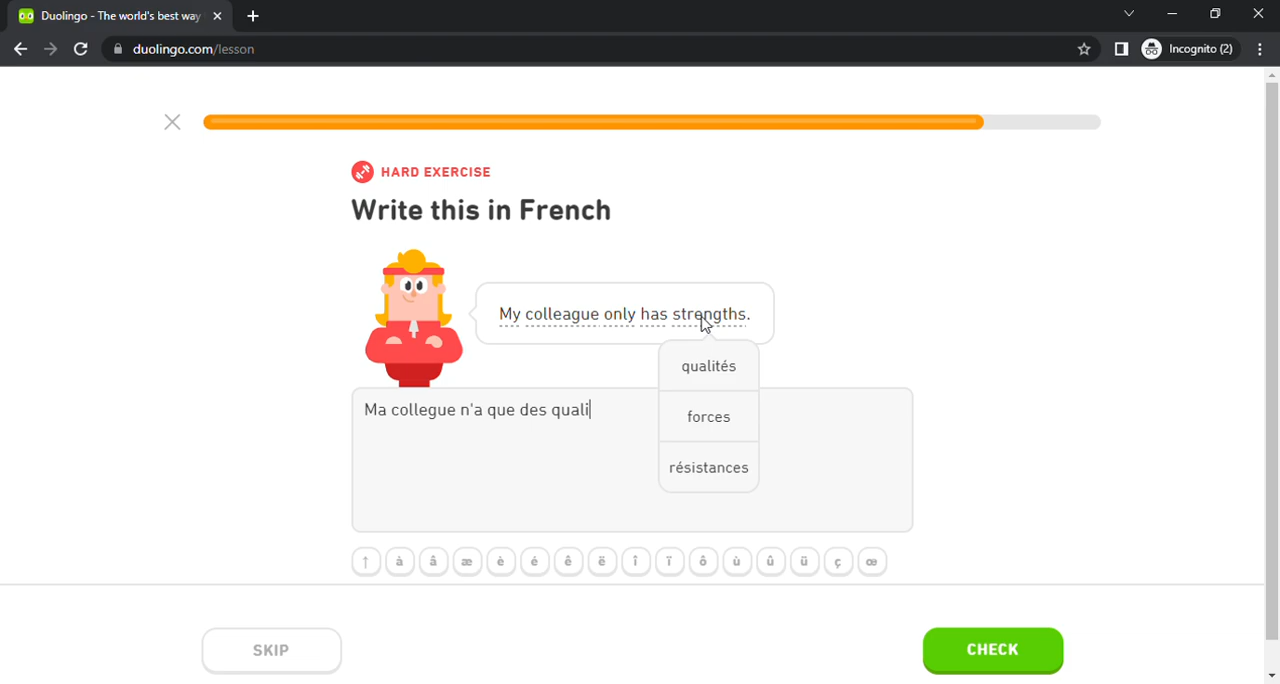 Duolingo - The world's best way
duolingo.com/lesson
Incognito (2)
HARD EXERCISE
Write this in French
My colleague only has strengths.
qualités
forces
résistances
Ma collegue n'a que des quali
↑ à â æ è é ê ë î ï ô ù û ü ç œ
SKIP
CHECK